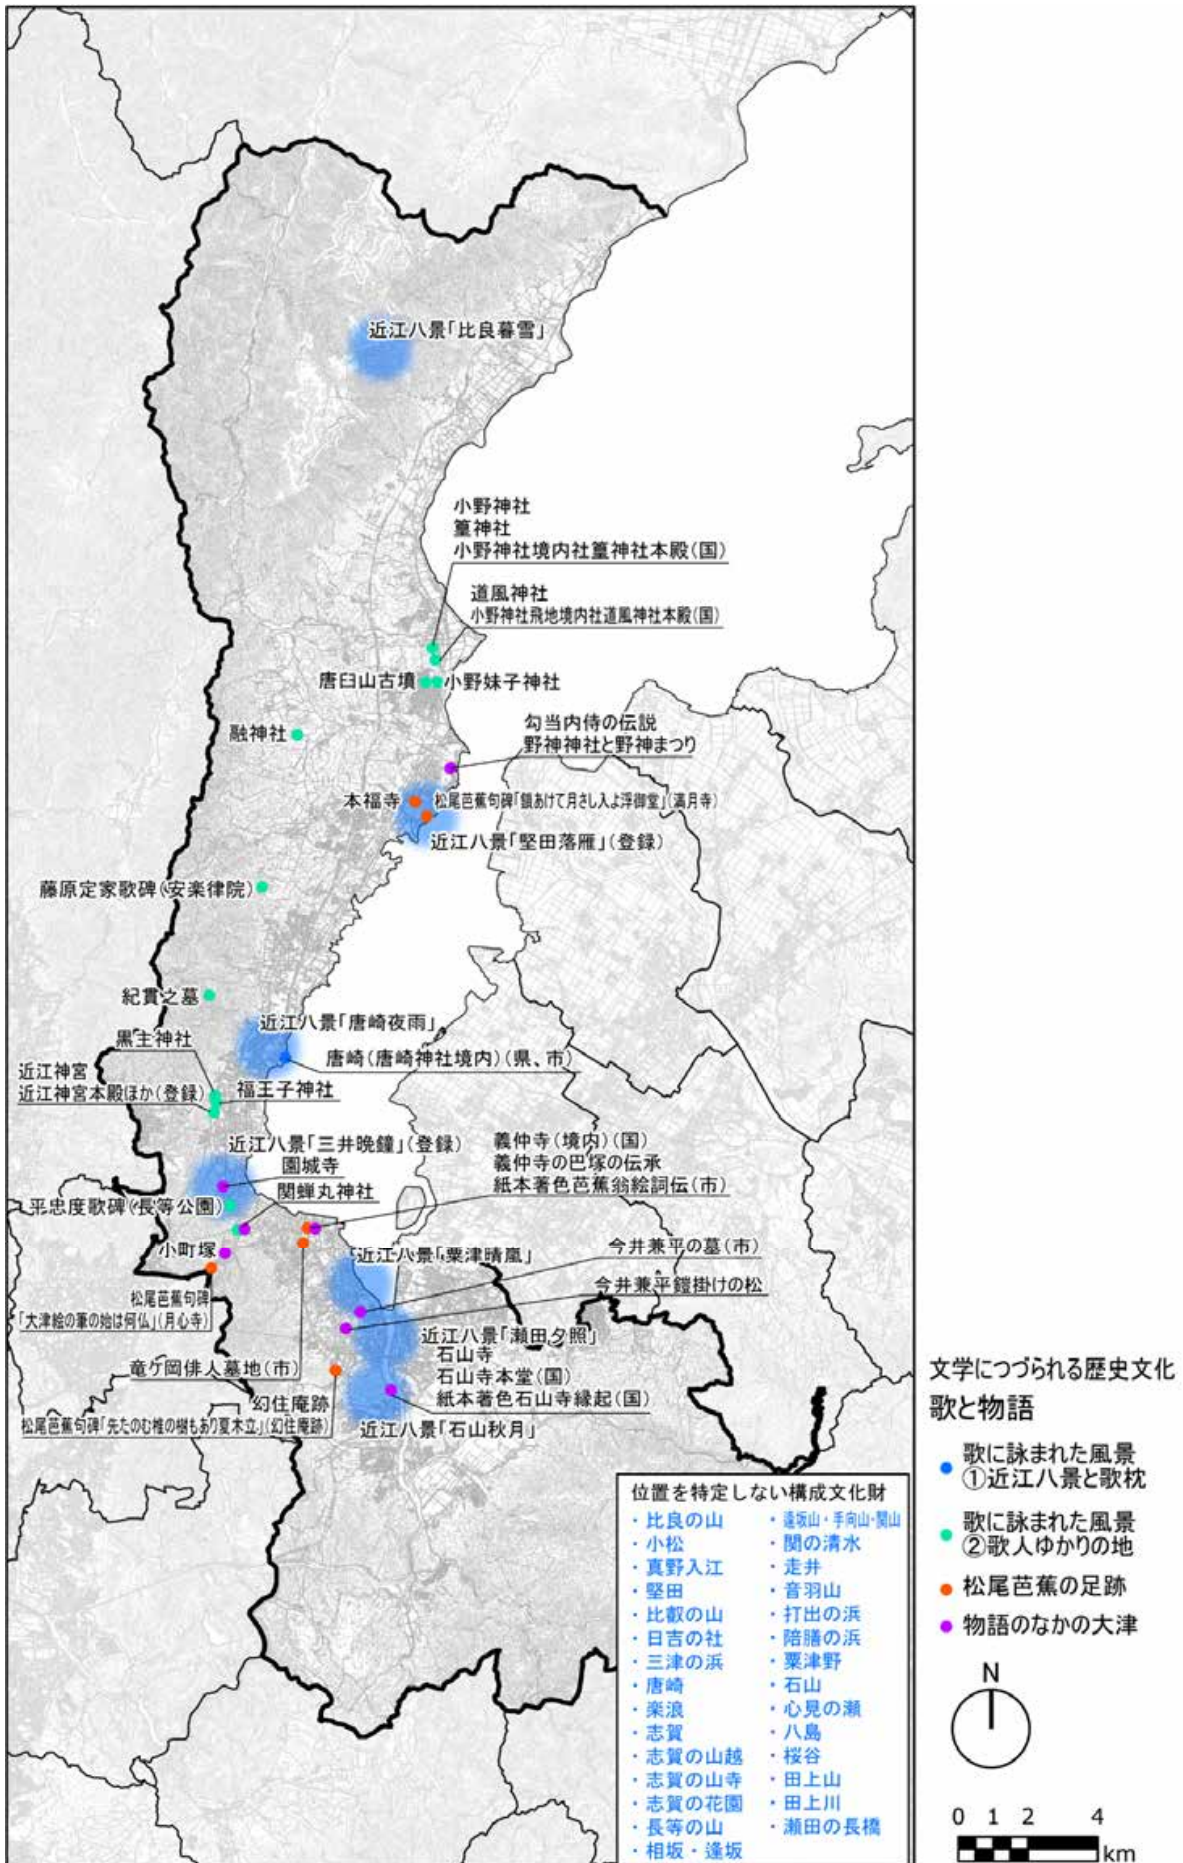 近江八景「比良暮雪」
小野神社
篁神社
小野神社境内社篁神社本殿(国)
道風神社
小野神社飛地境内社道風神社本殿(国)
唐臼山古墳
小野妹子神社
融神社
勾当内侍の伝説
野神神社と野神まつり
本福寺
松尾芭蕉句碑「鎖あけて月さし入よ浮御堂」(満月寺)
近江八景「堅田落雁」(登録)
藤原定家歌碑(安楽律院)
紀貫之墓
近江八景「唐崎夜雨」
黒主神社
唐崎(唐崎神社境内)(県、市)
近江神宮
近江神宮本殿ほか(登録)
福王子神社
近江八景「三井晩鐘」(登録)
園城寺
関蝉丸神社
義仲寺(境内)(国)
義仲寺の巴塚の伝承
紙本著色芭蕉翁絵詞伝(市)
平忠度歌碑(長等公園)
小町塚
近江八景「粟津晴嵐」
今井兼平の墓(市)
今井兼平鎧掛けの松
松尾芭蕉句碑
「大津絵の筆の始は何仏」(月心寺)
近江八景「瀬田夕照」
石山寺
石山寺本堂(国)
紙本著色石山寺縁起(国)
竜ケ岡俳人墓地(市)
幻住庵跡
松尾芭蕉句碑「先たのむ椎の樹もあり夏木立」(幻住庵跡)
近江八景「石山秋月」
位置を特定しない構成文化財
・比良の山
・小松
・真野入江
・堅田
・比叡の山
・日吉の社
・三津の浜
・唐崎
・楽浪
・志賀
・志賀の山越
・志賀の山寺
・志賀の花園
・長等の山
・相坂・逢坂
・逢坂山・手向山・関山
・関の清水
・走井
・音羽山
・打出の浜
・陪膳の浜
・粟津野
・石山
・心見の瀬
・八島
・桜谷
・田上山
・田上川
・瀬田の長橋
文学につづられる歴史文化
歌と物語
歌に詠まれた風景
①近江八景と歌枕
歌に詠まれた風景
②歌人ゆかりの地
松尾芭蕉の足跡
物語のなかの大津
N
0 1 2 4
km